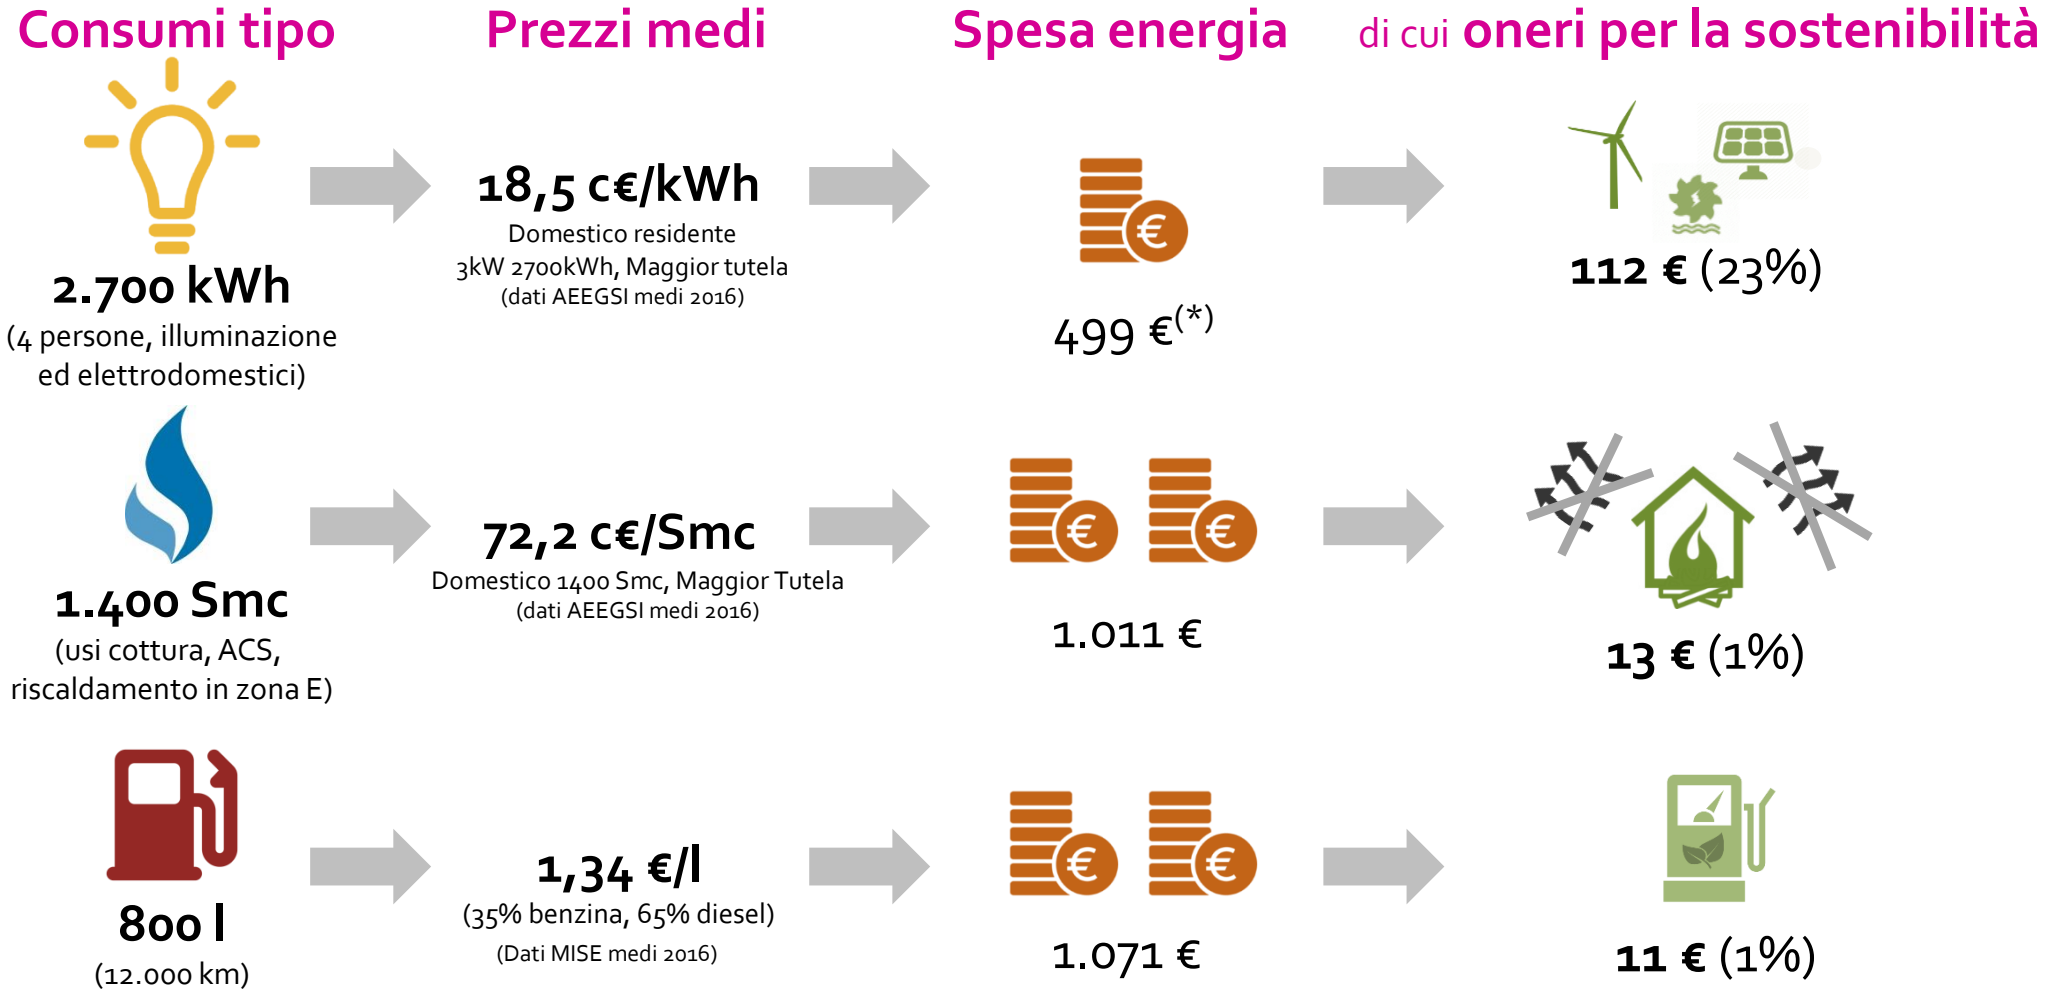 Consumi tipo
Prezzi medi
Spesa energia
di cui oneri per la sostenibilità
2.700 kWh
(4 persone, illuminazione
ed elettrodomestici)
18,5 c€/kWh
Domestico residente
3kW 2700kWh, Maggior tutela
(dati AEEGSI medi 2016)
499 €(*)
112 € (23%)
1.400 Smc
(usi cottura, ACS,
riscaldamento in zona E)
72,2 c€/Smc
Domestico 1400 Smc, Maggior Tutela
(dati AEEGSI medi 2016)
1.011 €
13 € (1%)
800 l
(12.000 km)
1,34 €/l
(35% benzina, 65% diesel)
(Dati MISE medi 2016)
1.071 €
11 € (1%)